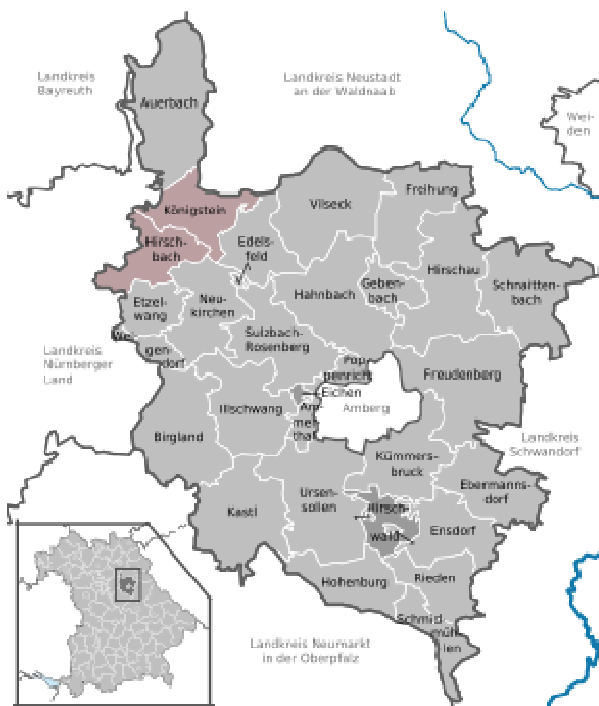 Landkreis
Bayreuth
Landkreis Neustadt
an der Waldnaab
Wei-
den
Auerbach
Königstein
Hirsch-
bach
Vilseck
Freihung
Edels-
feld
Hirschau
Schnaitten-
bach
Geben-
bach
Hahnbach
Etzel-
wang
Neu-
kirchen
Sulzbach-
Rosenberg
gen-
dorf
Landkreis
Nürnberger
Land
Pop-
penricht
Freudenberg
Eichen
Amberg
Am-
mer-
thal
Illschwang
Birgland
Landkreis
Schwandorf
Kümmers-
bruck
Ebermanns-
dorf
Ursen-
sollen
Kastl
Hirsch-
wald
Ensdorf
Hohenburg
Rieden
Schmid-
müh-
len
Landkreis Neumarkt
in der Oberpfalz